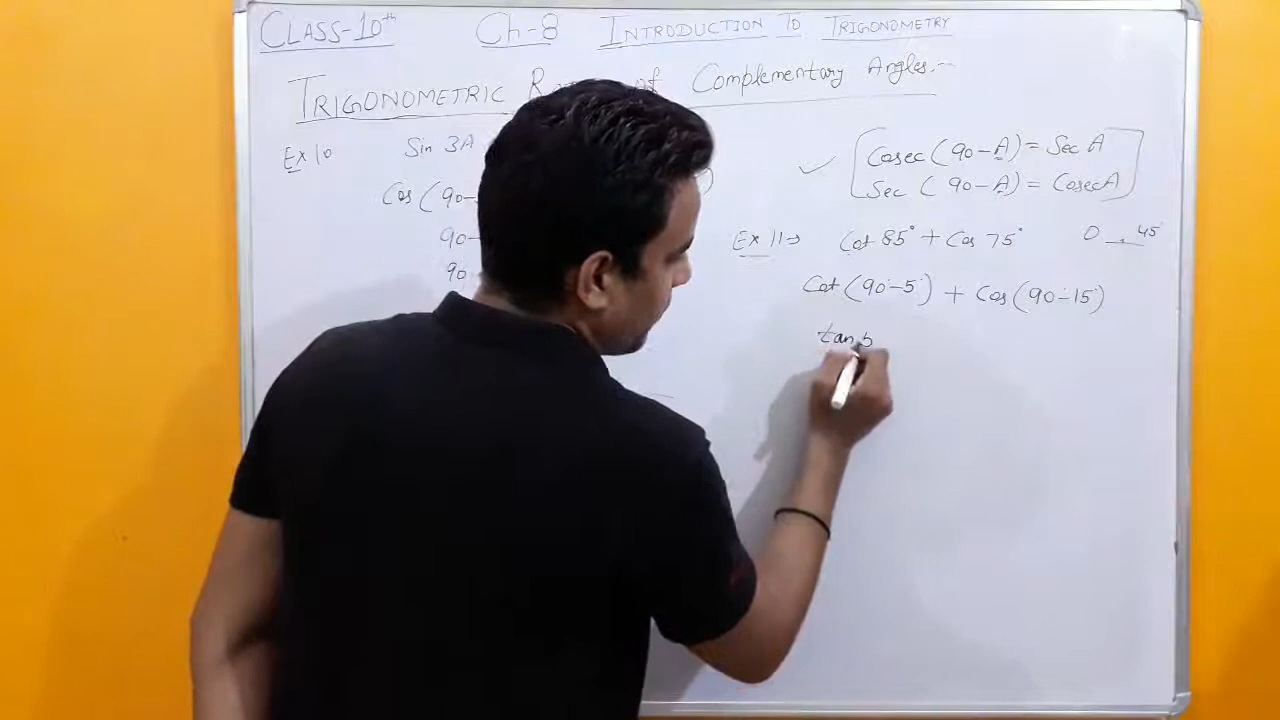 CLASS-10th Ch-8 INTRODUCTION TO TRIGONOMETRY
TRIGONOMETRIC of Complementary Angles:-
Ex 10 Sin 3A
Cos (90-
90-
90
Cosec (90-A) = Sec A
Sec (90-A) = Cosec A
Ex 11⇒ Cot 85° + Cos 75° 0 45°
Cot (90°-5°) + Cos (90°-15°)
tan 5